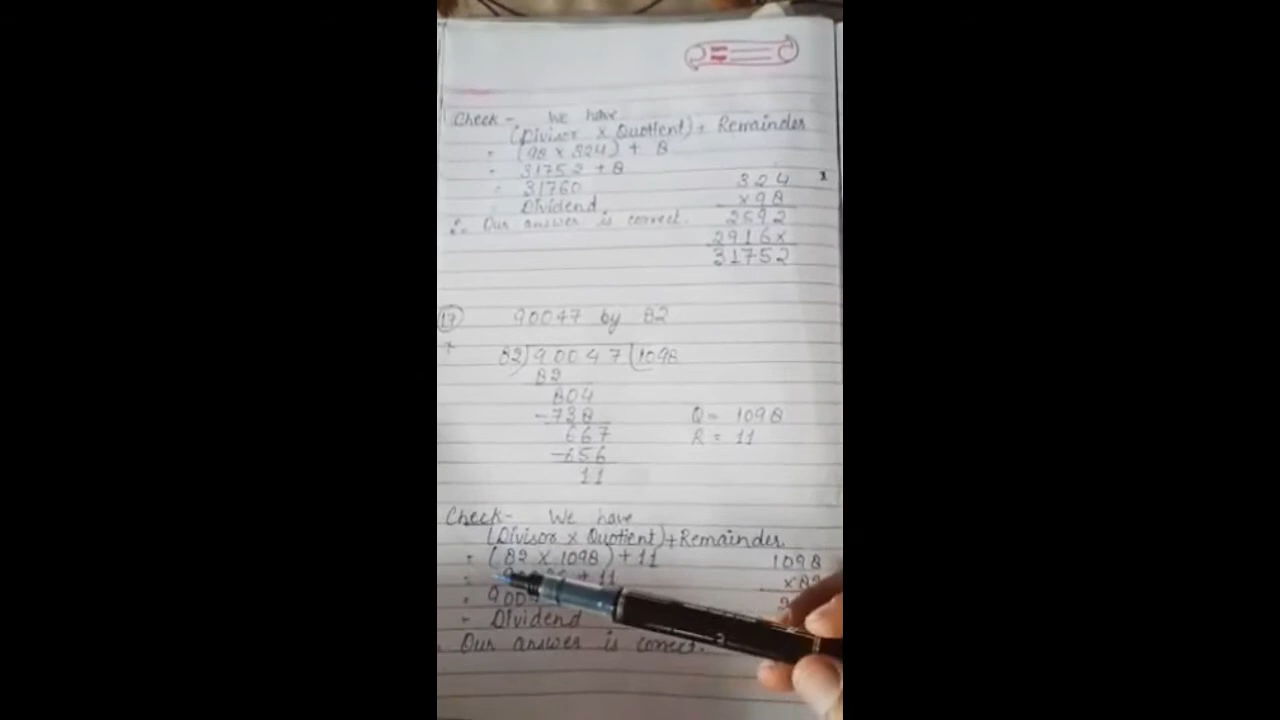 Check - We have
(Divisor x Quotient) + Remainder
= (98 x 324) + 8
= 31752 + 8
= 31760
= Dividend
∴ Our answer is correct.
324
x98
2592
2916x
31752
17 90047 by 82
82)90047(1098
82
804
-738
667
-656
11
Q = 1098
R = 11
Check - We have
(Divisor x Quotient) + Remainder
= (82 x 1098) + 11
= + 11
=
= Dividend
Our answer is correct.
1098